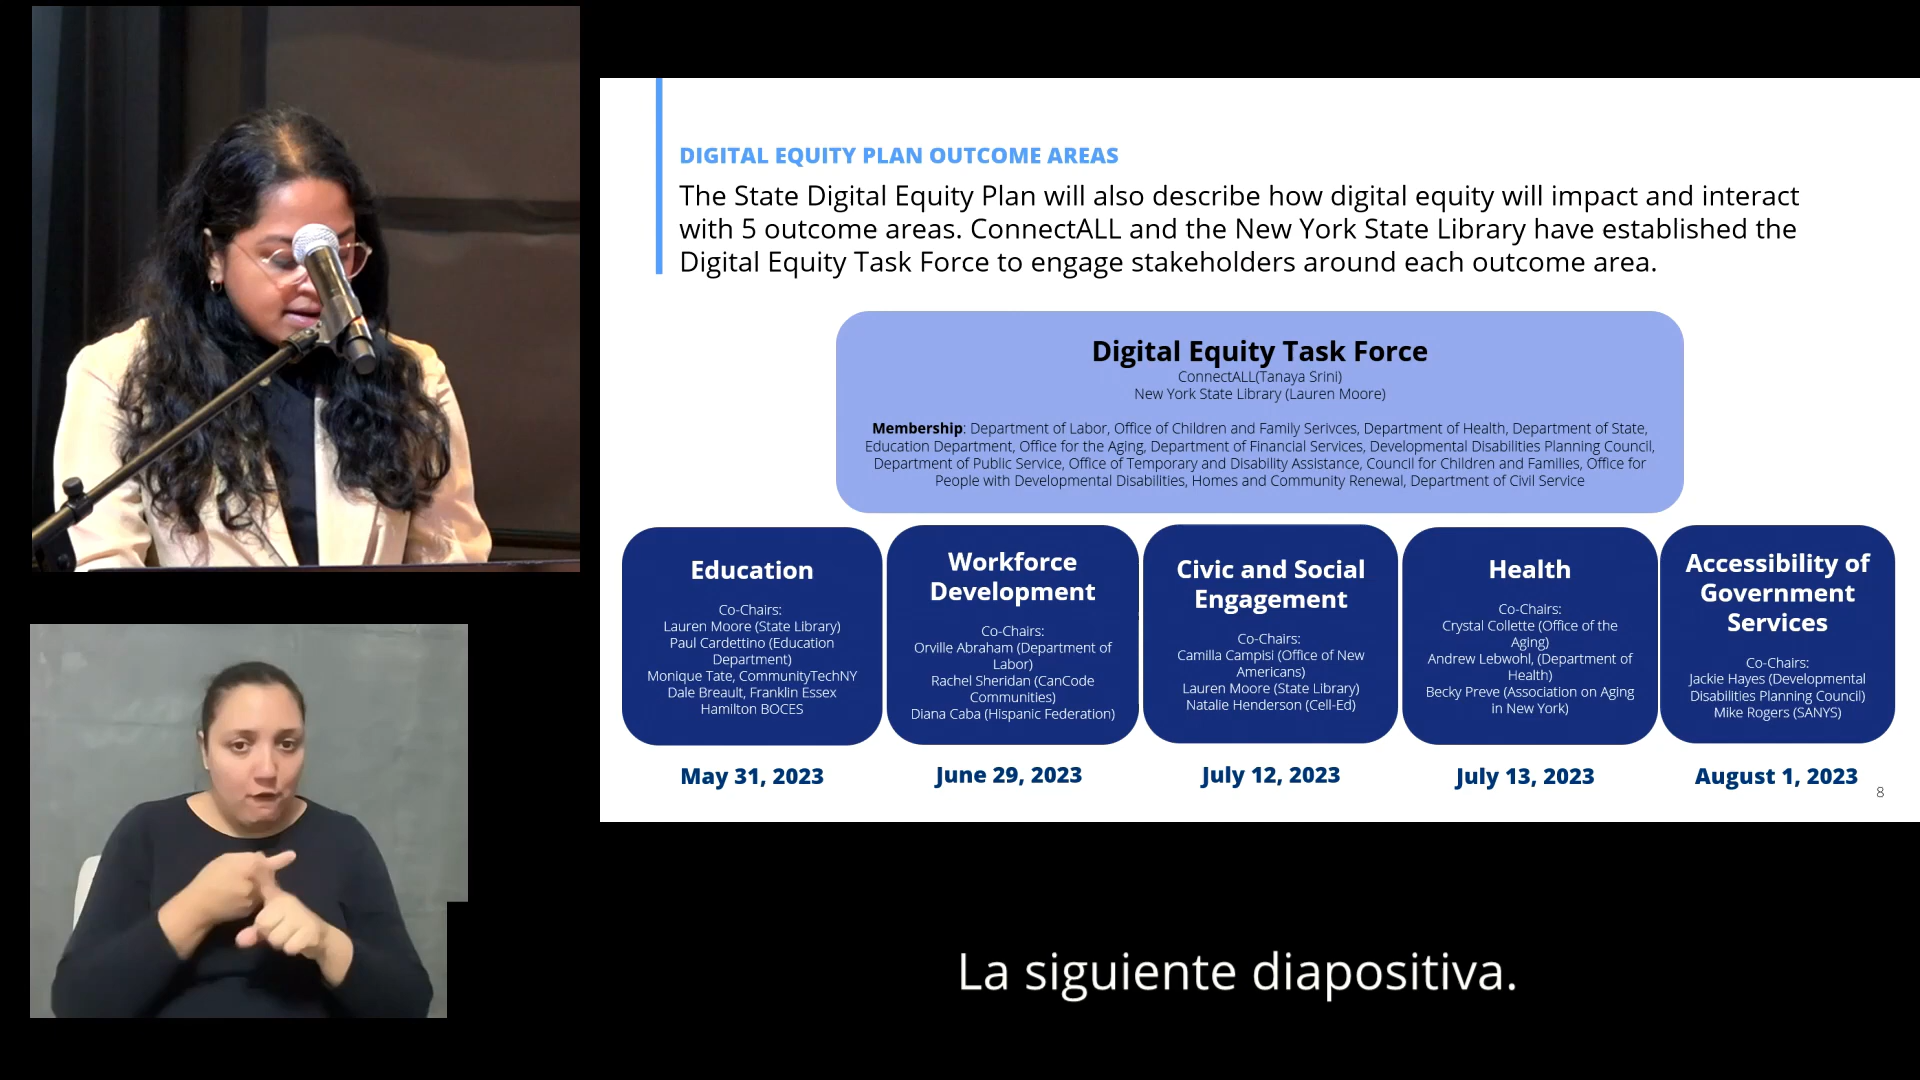 DIGITAL EQUITY PLAN OUTCOME AREAS
The State Digital Equity Plan will also describe how digital equity will impact and interact
with 5 outcome areas. ConnectALL and the New York State Library have established the
Digital Equity Task Force to engage stakeholders around each outcome area.
Digital Equity Task Force
ConnectALL(Tanaya Srini)
New York State Library (Lauren Moore)
Membership: Department of Labor, Office of Children and Family Serivces, Department of Health, Department of State,
Education Department, Office for the Aging, Department of Financial Servcces, Developmental Disabilities Planning Council,
Department of Public Service, Office of Temporary and Disability Assistance, Council for Children and Families, Office for
People with Developmental Disabilities, Homes and Community Renewal, Department of Civil Service
Education
Co-Chairs:
Lauren Moore (State Library)
Paul Cardettino (Education
Department)
Monique Tate, CommunityTechNY
Dale Breault, Franklin Essex
Hamilton BOCES
May 31, 2023
Workforce
Development
Co-Chairs:
Orville Abraham (Department of
Labor)
Rachel Sheridan (CanCode
Communities)
Diana Caba (Hispanic Federation)
June 29, 2023
Civic and Social
Engagement
Co-Chairs:
Camilla Campisi (Office of New
Americans)
Lauren Moore (State Library)
Natalie Henderson (Cell-Ed)
July 12, 2023
Health
Co-Chairs:
Crystal Collette (Office of the
Aging)
Andrew Lebwohl, (Department of
Health)
Becky Preve (Association on Aging
in New York)
July 13, 2023
Accessibility of
Government
Services
Co-Chairs:
Jackie Hayes (Developmental
Disabilities Planning Council)
Mike Rogers (SANYS)
August 1, 2023
8
La siguiente diapositiva.